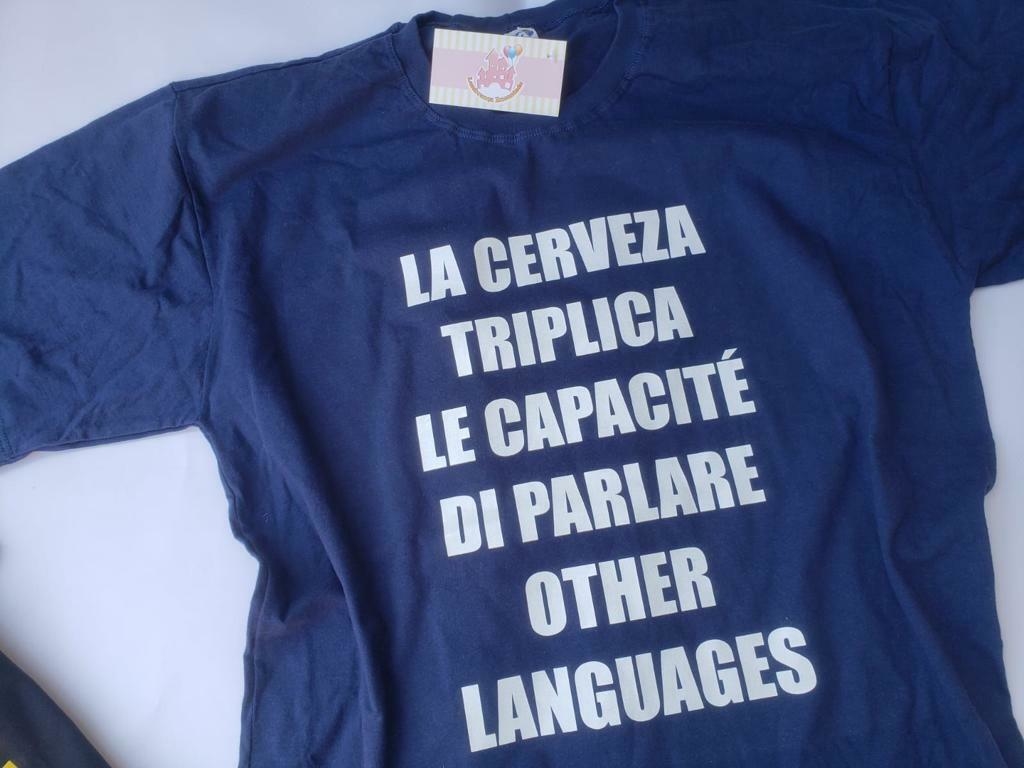 LA CERVEZA
TRIPLICA
LE CAPACITÉ
DI PARLARE
OTHER
LANGUAGES